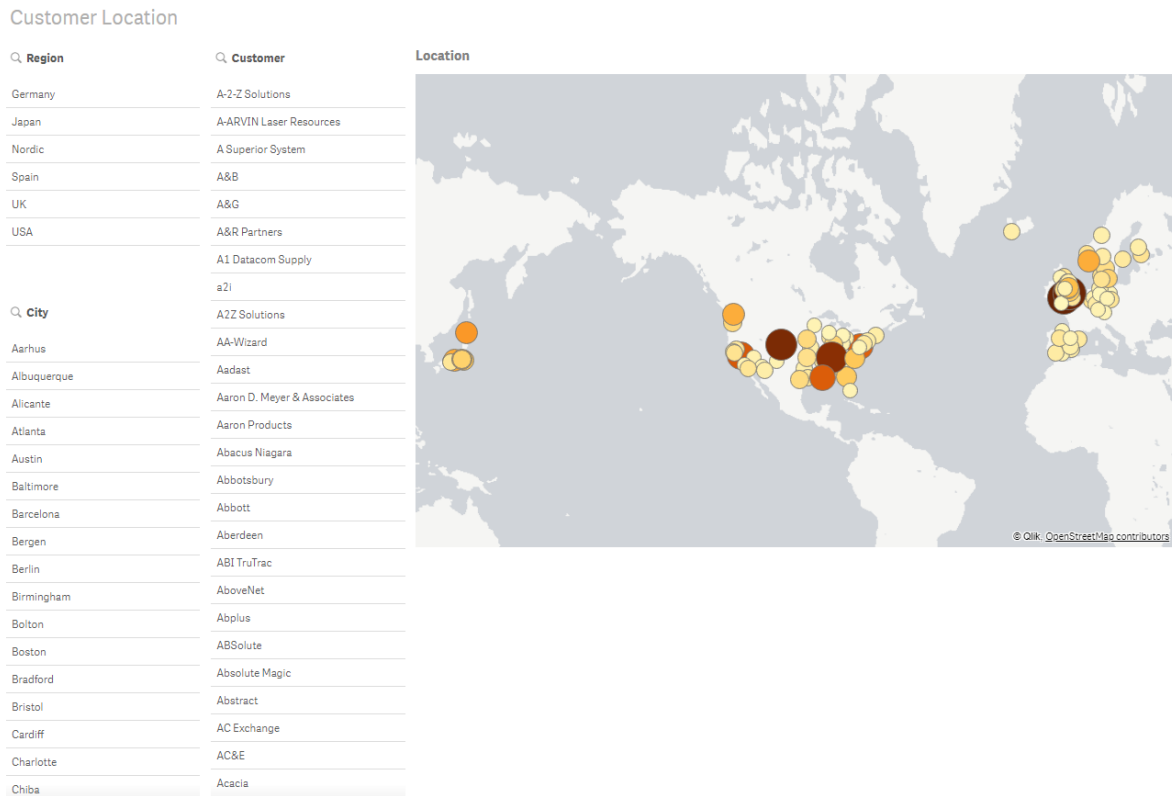 Customer Location
Region
Germany
Japan
Nordic
Spain
UK
USA
City
Aarhus
Albuquerque
Alicante
Atlanta
Austin
Baltimore
Barcelona
Bergen
Berlin
Birmingham
Bolton
Boston
Bradford
Bristol
Cardiff
Charlotte
Chiba
Customer
A-2-Z Solutions
A-ARVIN Laser Resources
A Superior System
A&B
A&G
A&R Partners
A1 Datacom Supply
a2i
A2Z Solutions
AA-Wizard
Aadast
Aaron D. Meyer & Associates
Aaron Products
Abacus Niagara
Abbotsbury
Abbott
Aberdeen
ABI TruTrac
AboveNet
Abplus
ABSolute
Absolute Magic
Abstract
AC Exchange
AC&E
Acacia
Location
© Qlik, OpenStreetMap contributors